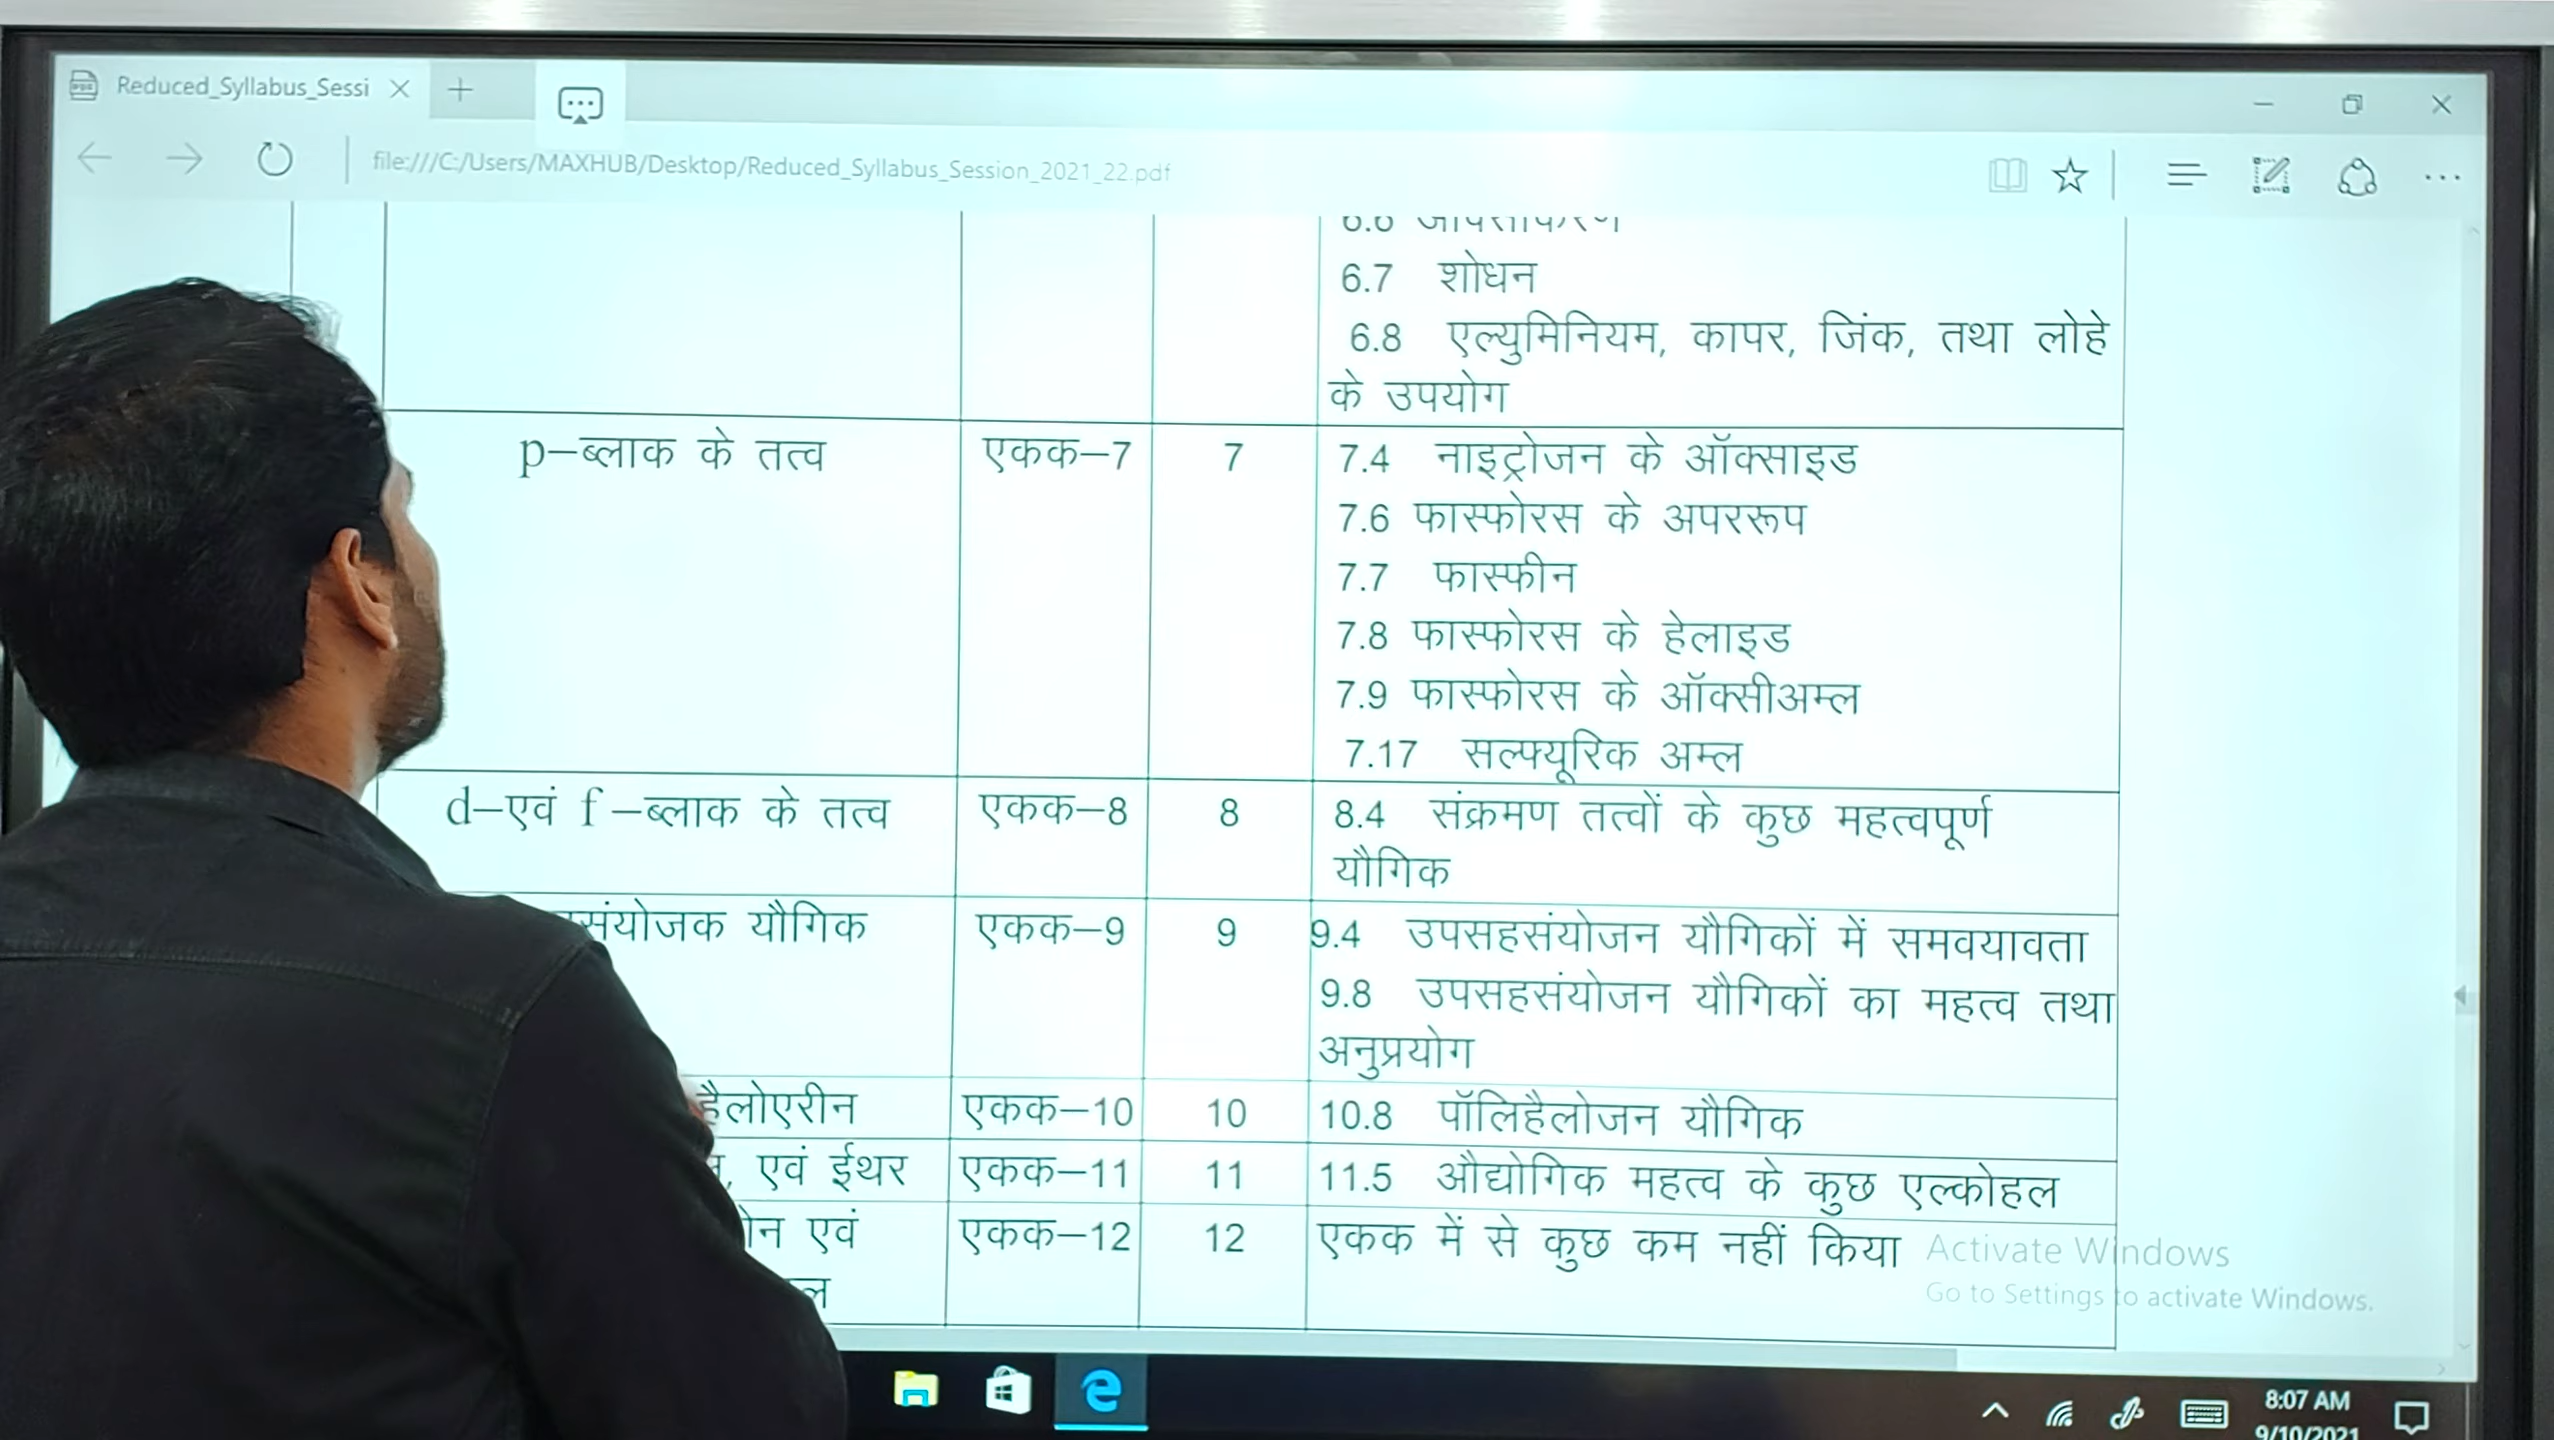 Reduced_Syllabus_Sessi
file:///C:/Users/MAXHUB/Desktop/Reduced_Syllabus_Session_2021_22.pdf
6.7 शोधन
6.8 एल्युमिनियम, कापर, जिंक, तथा लोहे
के उपयोग
p–ब्लाक के तत्व एकक–7 7 7.4 नाइट्रोजन के ऑक्साइड
7.6 फास्फोरस के अपररूप
7.7 फास्फीन
7.8 फास्फोरस के हेलाइड
7.9 फास्फोरस के ऑक्सीअम्ल
7.17 सल्फ्यूरिक अम्ल
d–एवं f –ब्लाक के तत्व एकक–8 8 8.4 संक्रमण तत्वों के कुछ महत्वपूर्ण
यौगिक
यौगिक एकक–9 9 9.4 उपसहसंयोजन यौगिकों में समवयावता
9.8 उपसहसंयोजन यौगिकों का महत्व तथा
अनुप्रयोग
हैलोएरीन एकक–10 10 10.8 पॉलिहैलोजन यौगिक
, एवं ईथर एकक–11 11 11.5 औद्योगिक महत्व के कुछ एल्कोहल
एवं एकक–12 12 एकक में से कुछ कम नहीं किया
Activate Windows
Go to Settings to activate Windows.
8:07 AM
9/10/2021